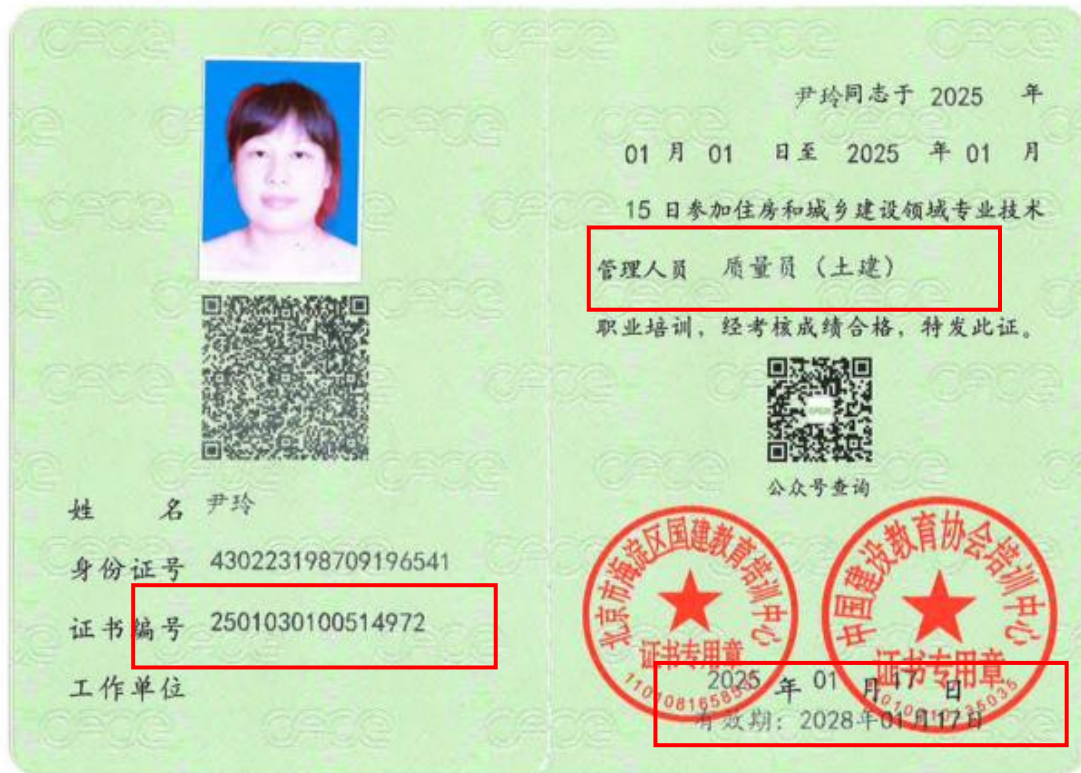 姓 名 尹玲
身份证号 430223198709196541
证书编号 2501030100514972
工作单位
尹玲同志于 2025 年
01 月 01 日至 2025 年 01 月
15 日参加住房和城乡建设领域专业技术
管理人员 质量员（土建）
职业培训，经考核成绩合格，特发此证。
公众号查询
北京市海淀区国建教育培训中心
证书专用章
中国建设教育协会培训中心
证书专用章
2025 年 01 月 17 日
有效期：2028年01月17日